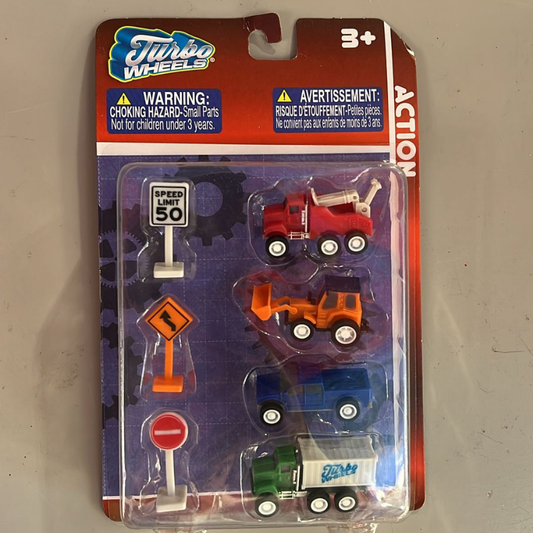 Turbo
WHEELS®
3+
WARNING:
CHOKING HAZARD-Small Parts
Not for children under 3 years.
AVERTISSEMENT:
RISQUE D'ÉTOUFFEMENT-Petites pièces.
Ne convient pas aux enfants de moins de 3 ans.
ACTION
SPEED
LIMIT
50
Turbo
WHEELS